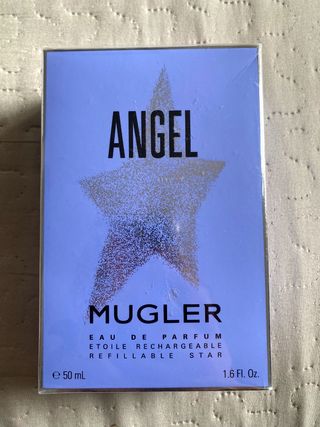 ANGEL
MUGLER
EAU DE PARFUM
ETOILE RECHARGEABLE
REFILLABLE STAR
℮ 50 mL 1.6 Fl. Oz.